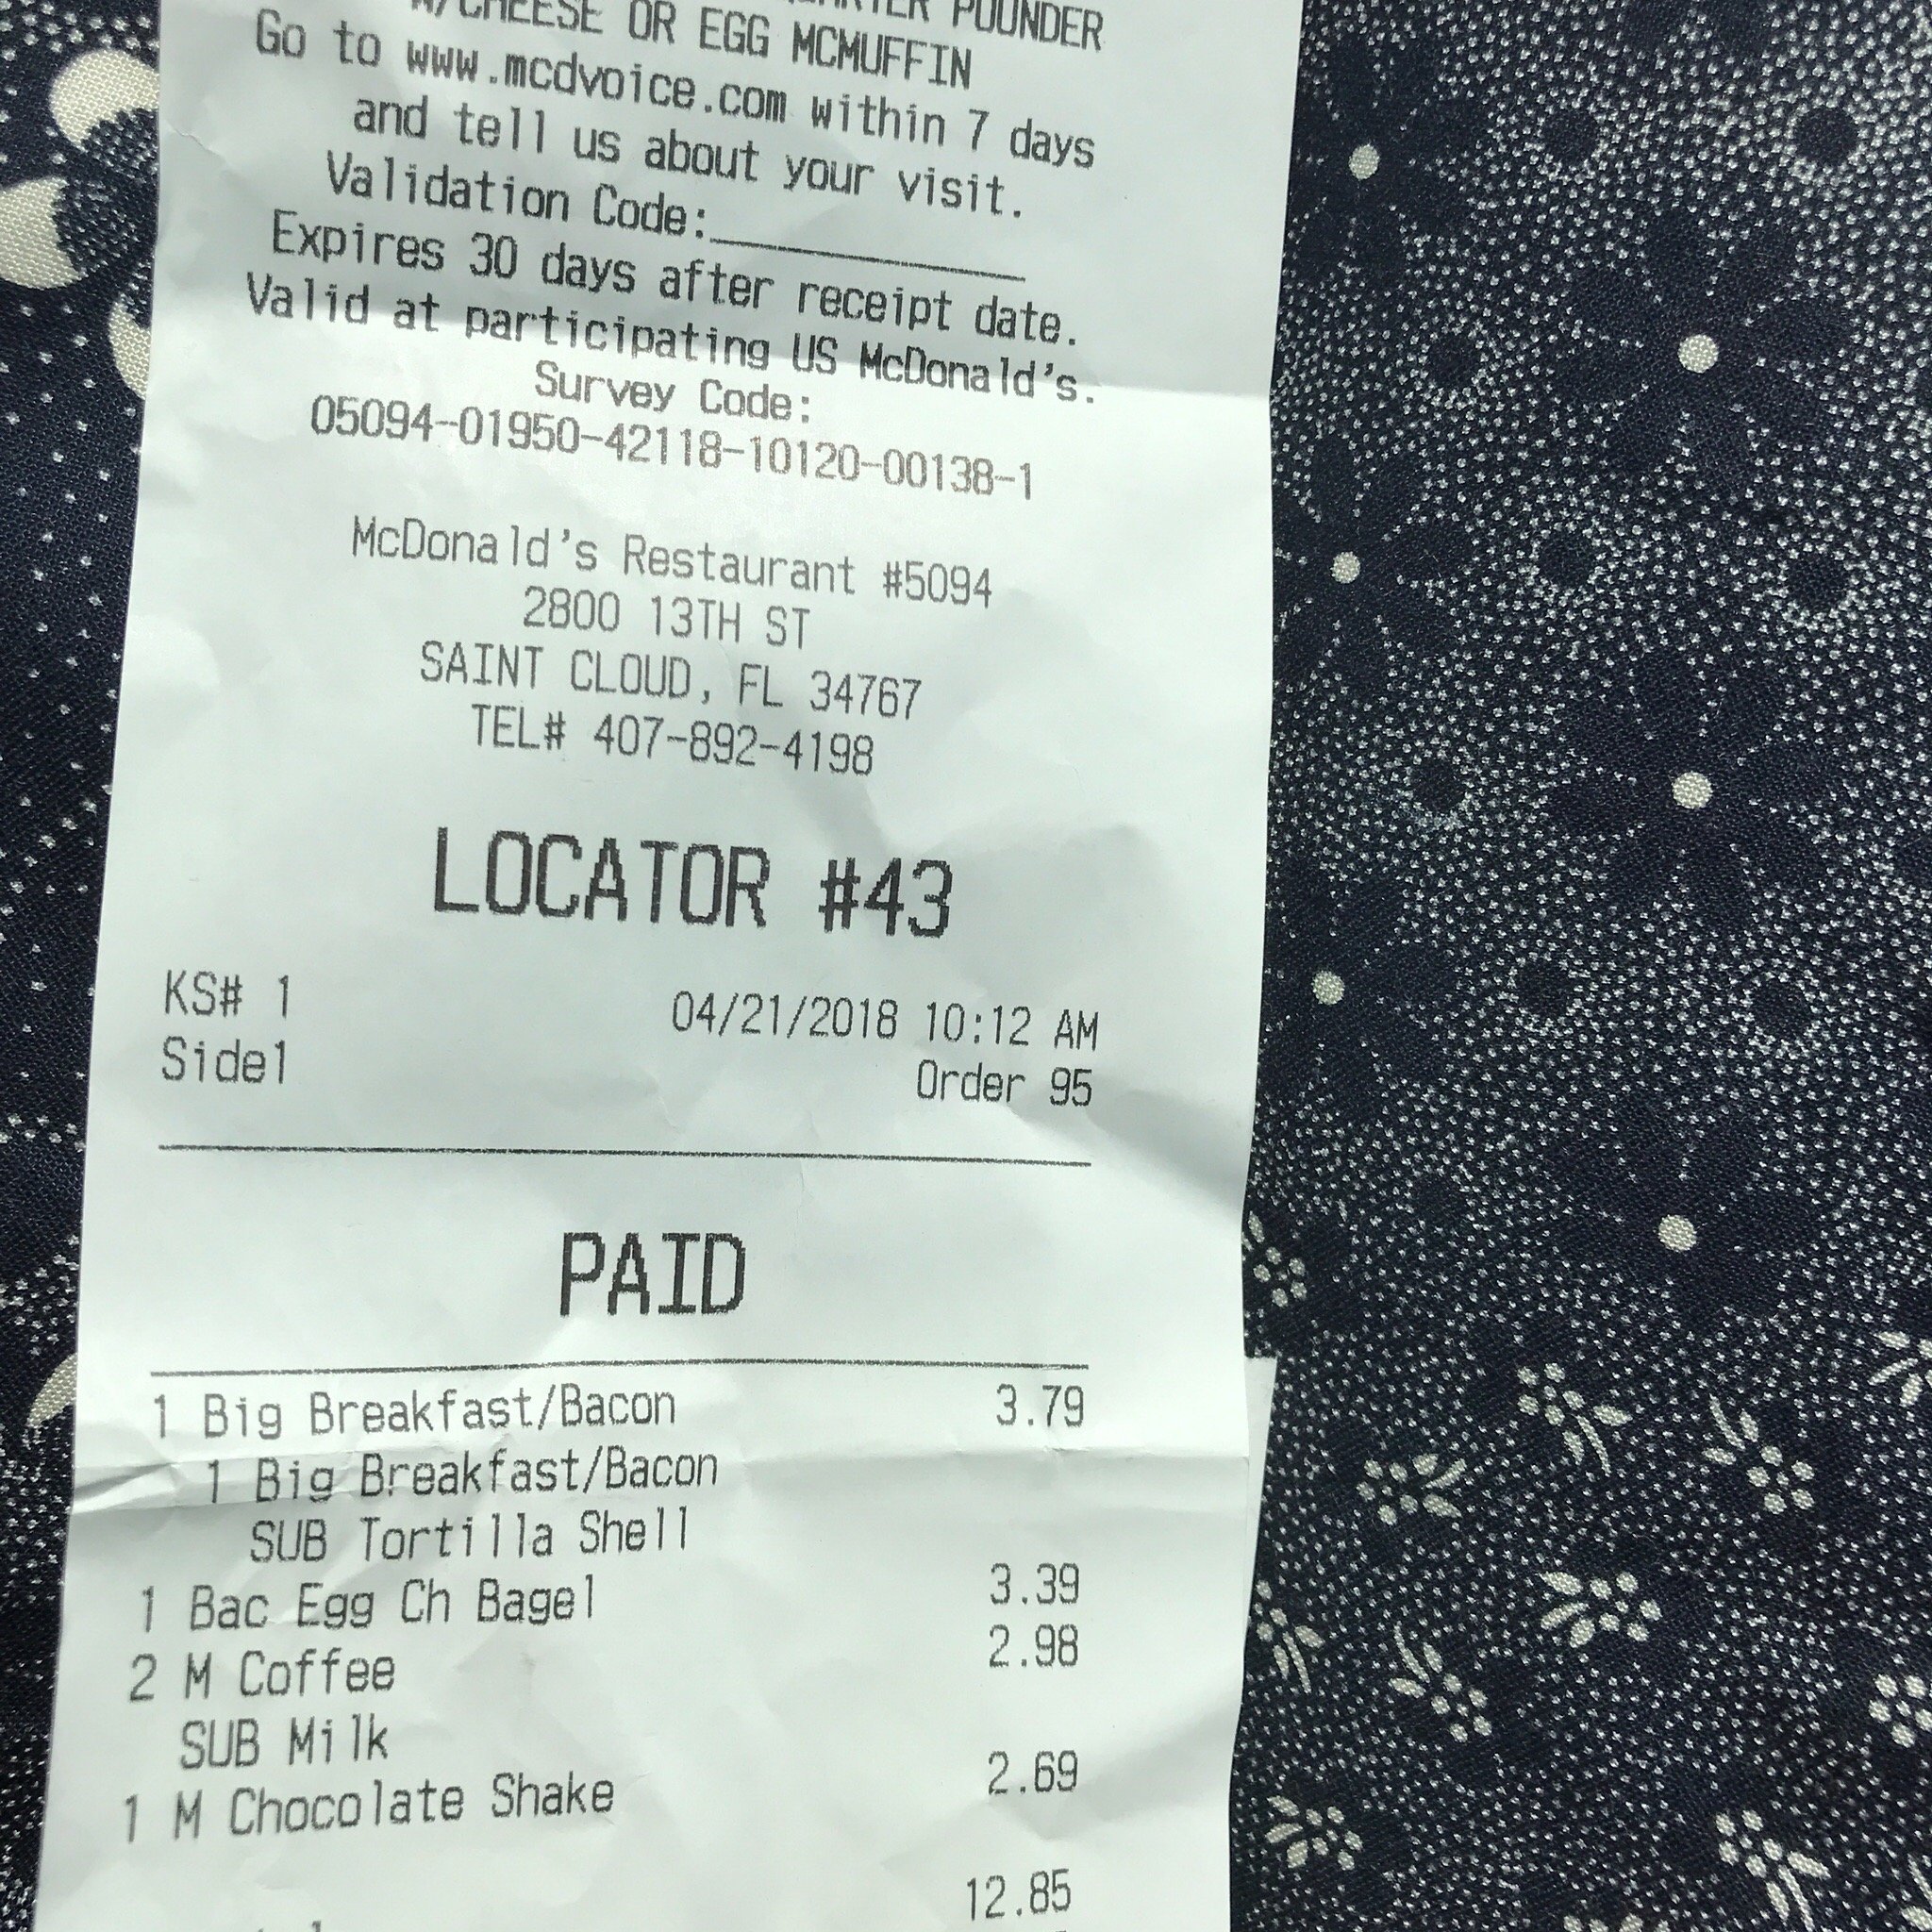 POUNDER
W/CHEESE OR EGG MCMUFFIN
Go to www.mcdvoice.com within 7 days
and tell us about your visit.
Validation Code:
Expires 30 days after receipt date.
Valid at participating US McDonald's.
Survey Code:
05094-01950-42118-10120-00138-1
McDonald's Restaurant #5094
2800 13TH ST
SAINT CLOUD, FL 34767
TEL# 407-892-4198
LOCATOR #43
KS# 1 04/21/2018 10:12 AM
Side1 Order 95
PAID
1 Big Breakfast/Bacon 3.79
1 Big Breakfast/Bacon
SUB Tortilla Shell
1 Bac Egg Ch Bagel 3.39
2 M Coffee 2.98
SUB Milk
1 M Chocolate Shake 2.69
12.85